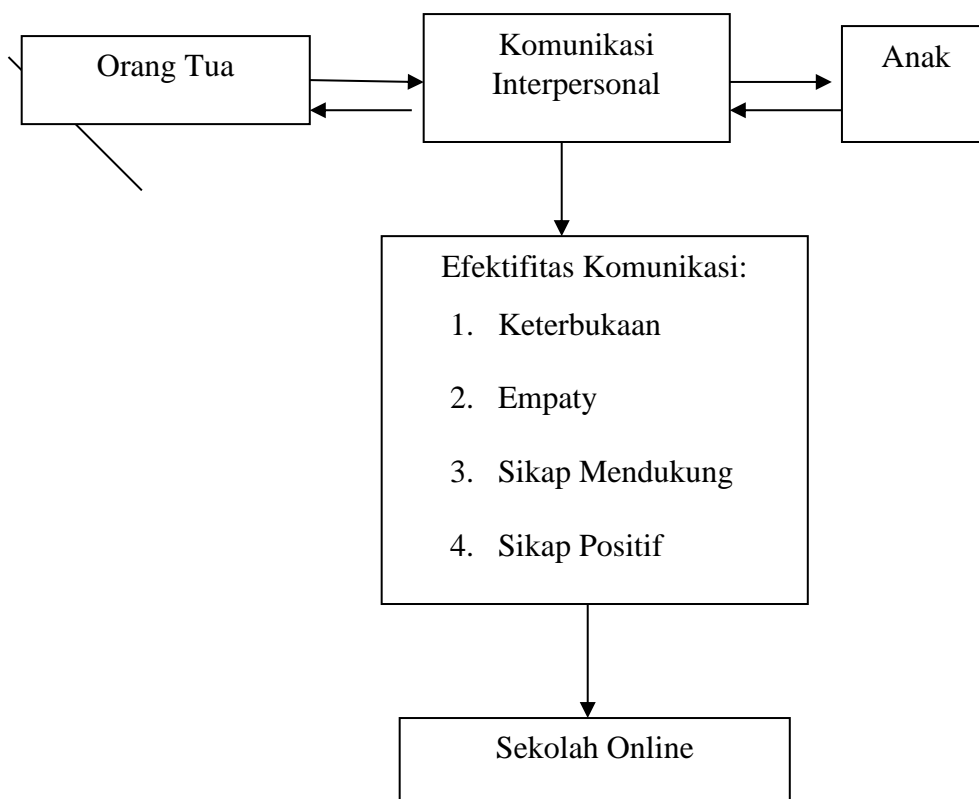 Orang Tua
Komunikasi
Interpersonal
Anak
Efektifitas Komunikasi:
1. Keterbukaan
2. Empaty
3. Sikap Mendukung
4. Sikap Positif
Sekolah Online